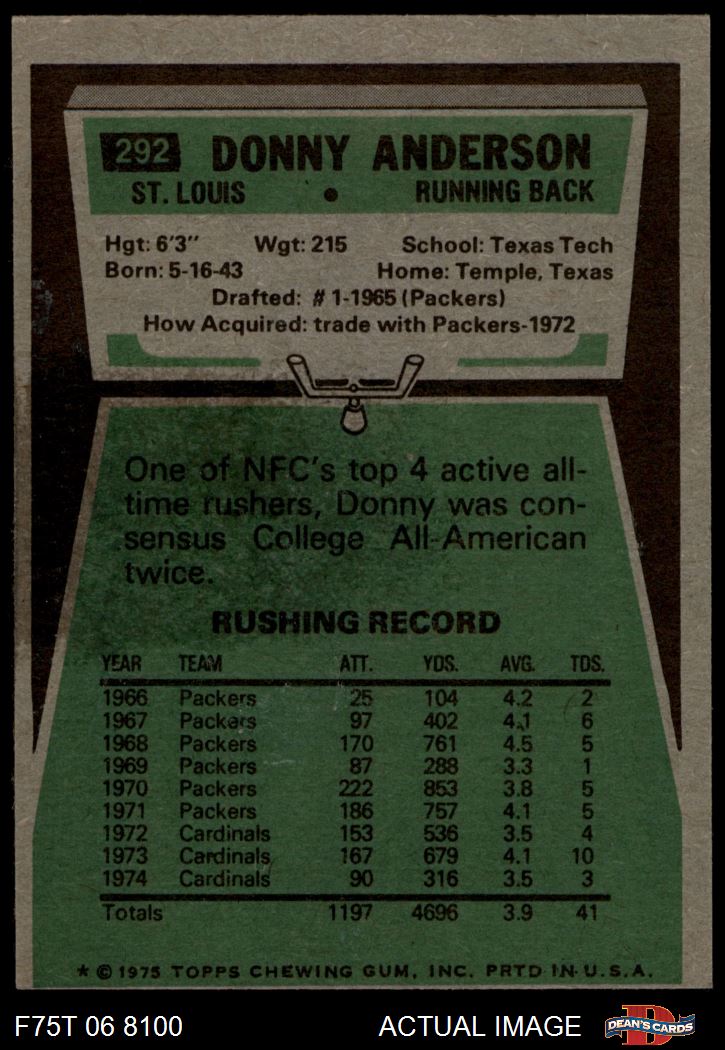 292 DONNY ANDERSON
ST. LOUIS • RUNNING BACK
Hgt: 6'3" Wgt: 215 School: Texas Tech
Born: 5-16-43 Home: Temple, Texas
Drafted: #1-1965 (Packers)
How Acquired: trade with Packers-1972
One of NFC's top 4 active all-
time rushers, Donny was con-
sensus College All-American
twice.
RUSHING RECORD
YEAR TEAM ATT. YDS. AVG. TDS.
1966 Packers 25 104 4.2 2
1967 Packers 97 402 4.1 6
1968 Packers 170 761 4.5 5
1969 Packers 87 288 3.3 1
1970 Packers 222 853 3.8 5
1971 Packers 186 757 4.1 5
1972 Cardinals 153 536 3.5 4
1973 Cardinals 167 679 4.1 10
1974 Cardinals 90 316 3.5 3
Totals 1197 4696 3.9 41
* © 1975 TOPPS CHEWING GUM, INC. PRTD IN U.S.A.
F75T 06 8100 ACTUAL IMAGE D DEAN'S CARDS